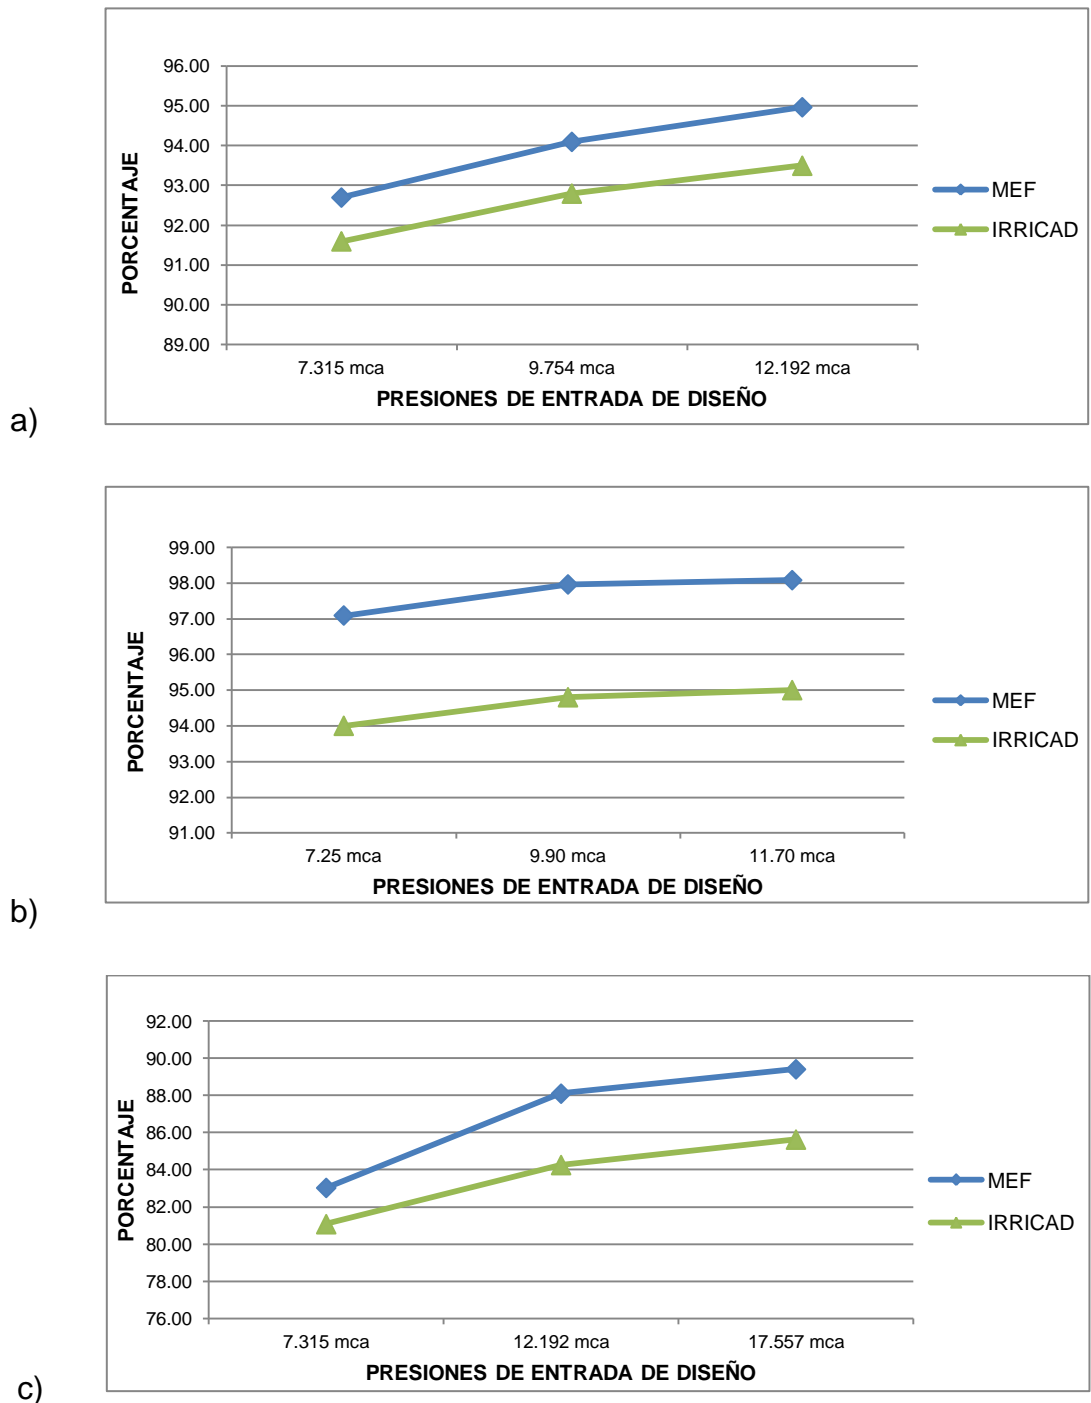 96.00
95.00
94.00
93.00
92.00
91.00
90.00
89.00
PORCENTAJE
7.315 mca 9.754 mca 12.192 mca
PRESIONES DE ENTRADA DE DISEÑO
MEF
IRRICAD
a)
99.00
98.00
97.00
96.00
95.00
94.00
93.00
92.00
91.00
PORCENTAJE
7.25 mca 9.90 mca 11.70 mca
PRESIONES DE ENTRADA DE DISEÑO
MEF
IRRICAD
b)
92.00
90.00
88.00
86.00
84.00
82.00
80.00
78.00
76.00
PORCENTAJE
7.315 mca 12.192 mca 17.557 mca
PRESIONES DE ENTRADA DE DISEÑO
MEF
IRRICAD
c)